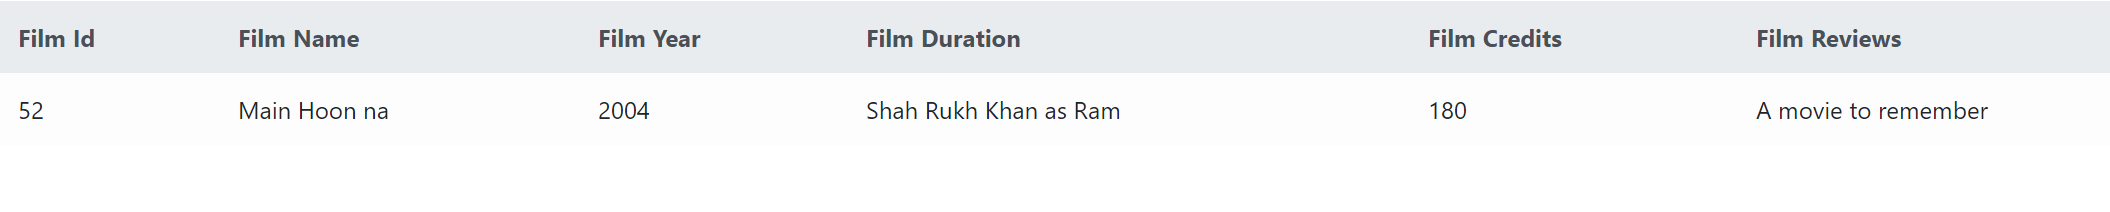 Film Id Film Name Film Year Film Duration Film Credits Film Reviews
52 Main Hoon na 2004 Shah Rukh Khan as Ram 180 A movie to remember